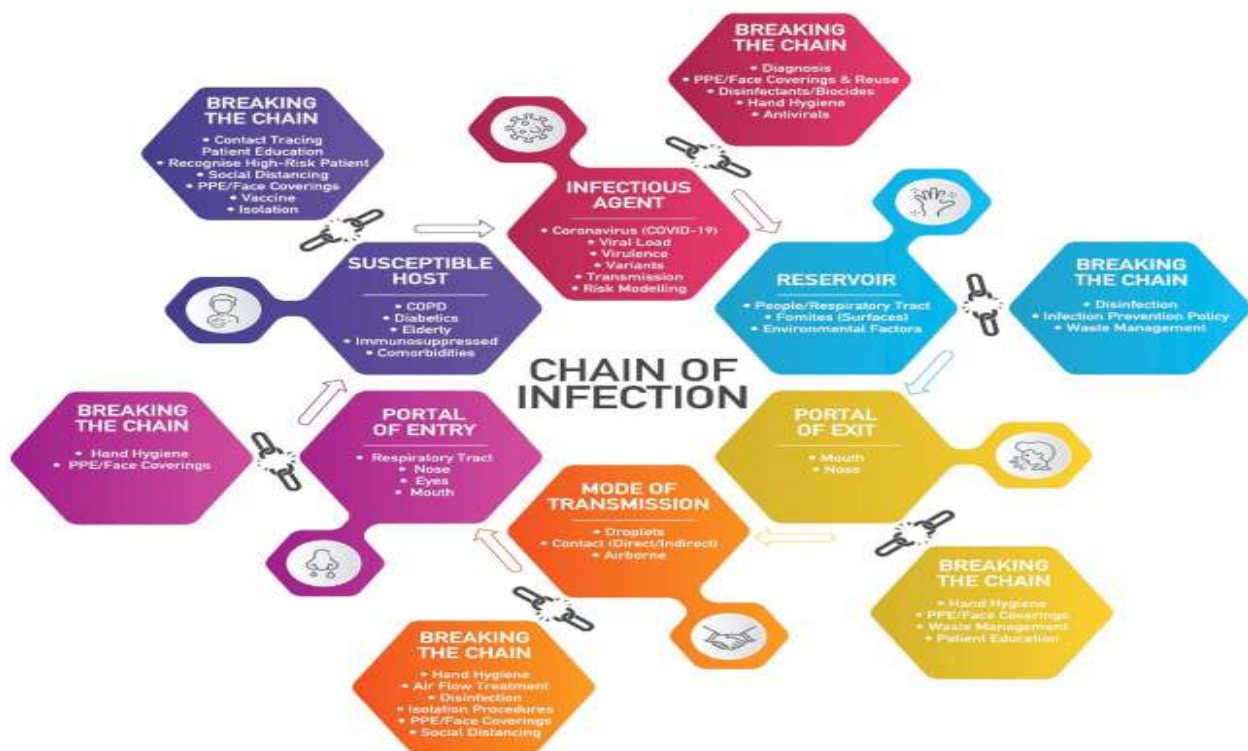 BREAKING
THE CHAIN
• Diagnosis
• PPE/Face Coverings & Reuse
• Disinfectants/Biocides
• Hand Hygiene
• Antivirals
BREAKING
THE CHAIN
• Contact Tracing
Patient Education
• Recognise High-Risk Patient
• Social Distancing
• PPE/Face Coverings
• Vaccine
• Isolation
INFECTIOUS
AGENT
• Coronavirus (COVID-19)
• Viral Load
• Virulence
• Variants
• Transmission
• Risk Modelling
SUSCEPTIBLE
HOST
• COPD
• Diabetics
• Elderly
• Immunosuppressed
• Comorbidities
RESERVOIR
• People/Respiratory Tract
• Fomites (Surfaces)
• Environmental Factors
BREAKING
THE CHAIN
• Disinfection
• Infection Prevention Policy
• Waste Management
CHAIN OF
INFECTION
BREAKING
THE CHAIN
• Hand Hygiene
• PPE/Face Coverings
PORTAL
OF ENTRY
• Respiratory Tract
• Nose
• Eyes
• Mouth
PORTAL
OF EXIT
• Mouth
• Nose
MODE OF
TRANSMISSION
• Droplets
• Contact (Direct/Indirect)
• Airborne
BREAKING
THE CHAIN
• Hand Hygiene
• PPE/Face Coverings
• Waste Management
• Patient Education
BREAKING
THE CHAIN
• Hand Hygiene
• Air Flow Treatment
• Disinfection
• Isolation Procedures
• PPE/Face Coverings
• Social Distancing